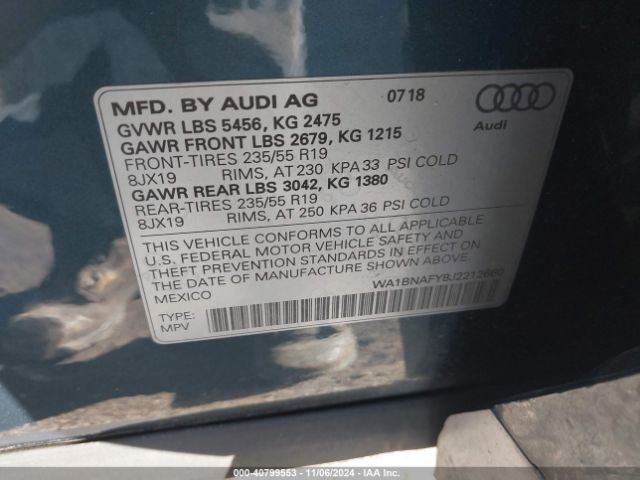 MFD. BY AUDI AG 0718
GVWR LBS 5456, KG 2475
GAWR FRONT LBS 2679, KG 1215
FRONT-TIRES 235/55 R19
8JX19 RIMS, AT 230 KPA 33 PSI COLD
GAWR REAR LBS 3042, KG 1380
REAR-TIRES 235/55 R19
8JX19 RIMS, AT 250 KPA 36 PSI COLD
Audi
THIS VEHICLE CONFORMS TO ALL APPLICABLE
U.S. FEDERAL MOTOR VEHICLE SAFETY AND
THEFT PREVENTION STANDARDS IN EFFECT ON
THE DATE OF MANUFACTURE SHOWN ABOVE.
MEXICO WA1BNAFY8J2212660
TYPE:
MPV
000-40799553 11/06/2024 IAAI.COM